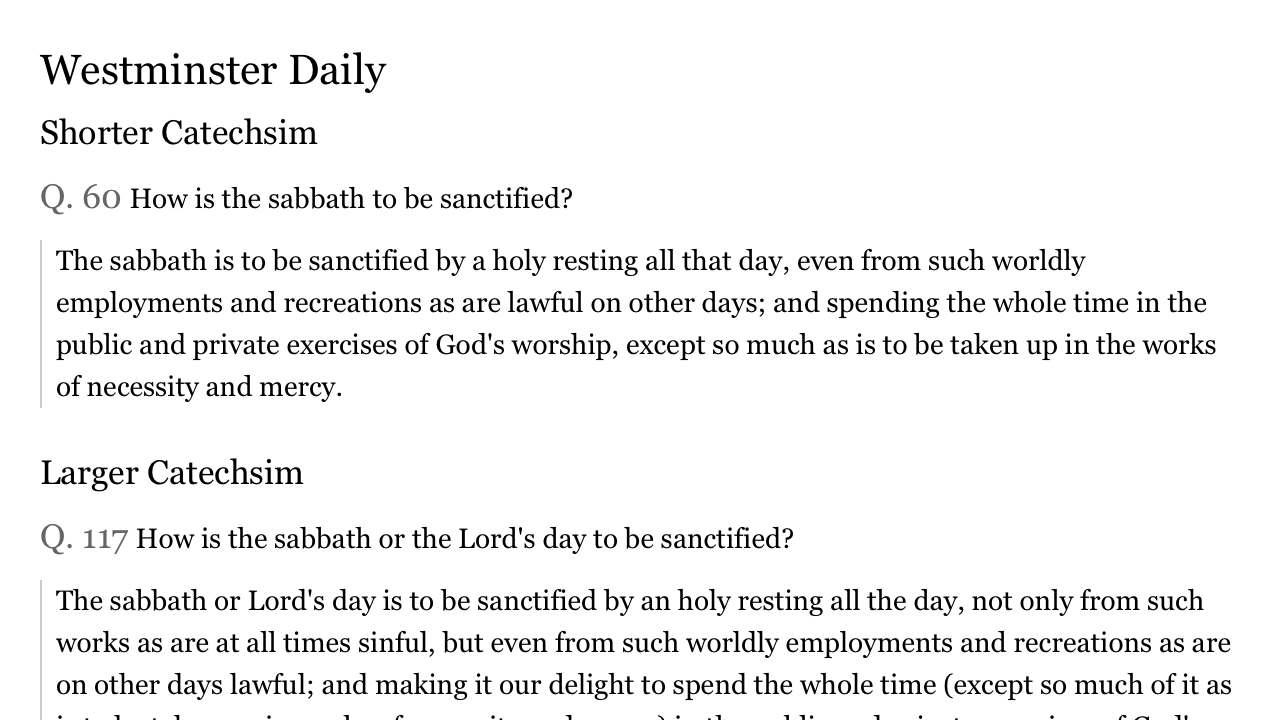 Westminster Daily
Shorter Catechsim
Q. 60 How is the sabbath to be sanctified?
The sabbath is to be sanctified by a holy resting all that day, even from such worldly
employments and recreations as are lawful on other days; and spending the whole time in the
public and private exercises of God's worship, except so much as is to be taken up in the works
of necessity and mercy.
Larger Catechsim
Q. 117 How is the sabbath or the Lord's day to be sanctified?
The sabbath or Lord's day is to be sanctified by an holy resting all the day, not only from such
works as are at all times sinful, but even from such worldly employments and recreations as are
on other days lawful; and making it our delight to spend the whole time (except so much of it as